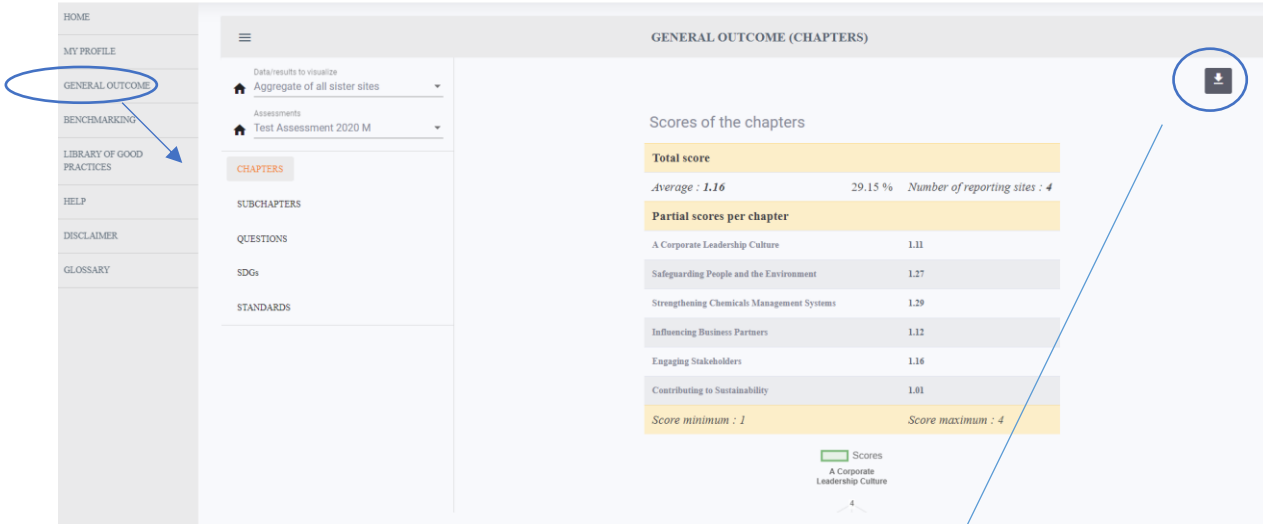 HOME
MY PROFILE
GENERAL OUTCOME
BENCHMARKING
LIBRARY OF GOOD
PRACTICES
HELP
DISCLAIMER
GLOSSARY
GENERAL OUTCOME (CHAPTERS)
Data/results to visualize
Aggregate of all sister sites
Assessments
Test Assessment 2020 M
CHAPTERS
SUBCHAPTERS
QUESTIONS
SDGs
STANDARDS
Scores of the chapters
Total score
Average : 1.16 29.15 % Number of reporting sites : 4
Partial scores per chapter
A Corporate Leadership Culture 1.11
Safeguarding People and the Environment 1.27
Strengthening Chemicals Management Systems 1.29
Influencing Business Partners 1.12
Engaging Stakeholders 1.16
Contributing to Sustainability 1.01
Score minimum : 1 Score maximum : 4
Scores
A Corporate
Leadership Culture
4